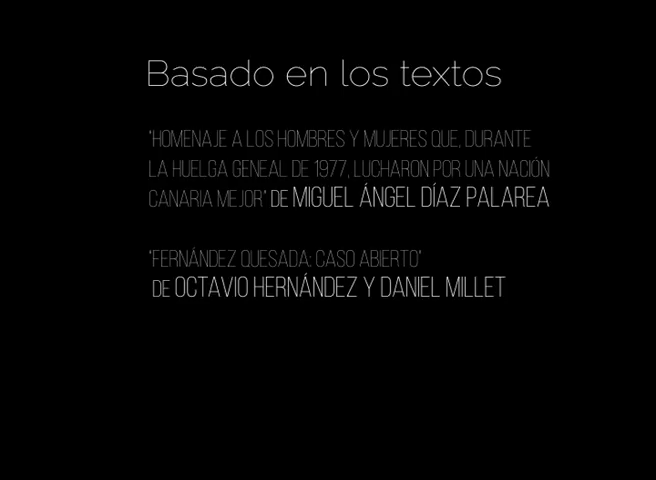 Basado en los textos
"HOMENAJE A LOS HOMBRES Y MUJERES QUE, DURANTE
LA HUELGA GENEAL DE 1977, LUCHARON POR UNA NACIÓN
CANARIA MEJOR" DE MIGUEL ÁNGEL DÍAZ PALAREA
"FERNÁNDEZ QUESADA: CASO ABIERTO"
DE OCTAVIO HERNÁNDEZ Y DANIEL MILLET